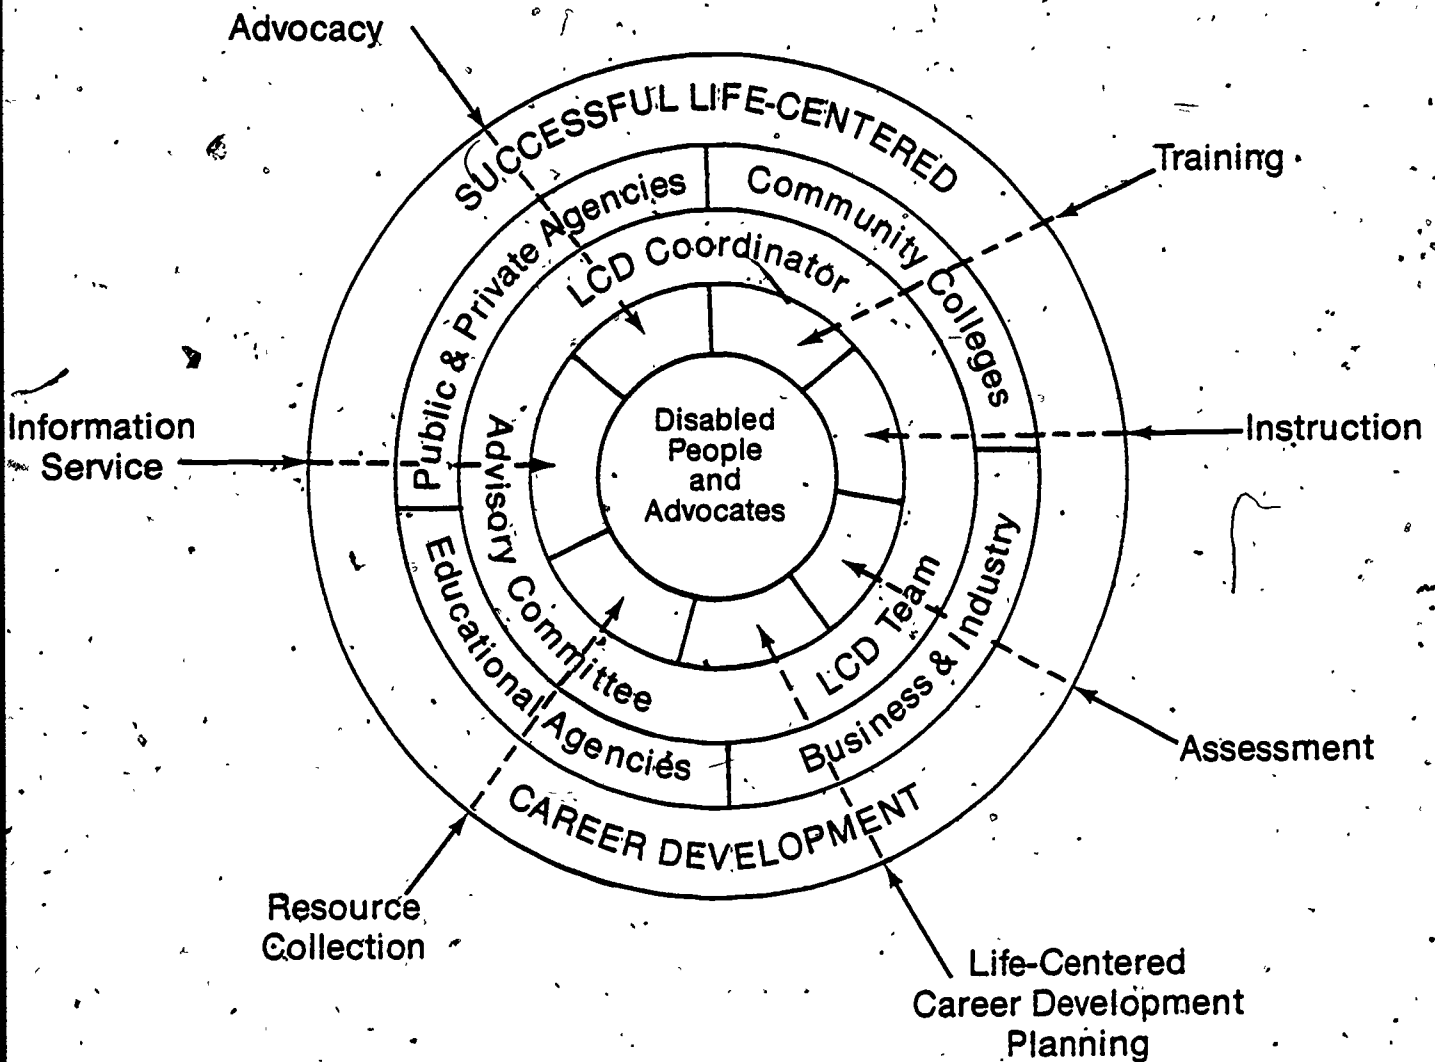 Advocacy
SUCCESSFUL LIFE-CENTERED
Training
Public & Private Agencies
Community Colleges
LCD Coordinator
Information
Service
Disabled
People
and
Advocates
Instruction
Advisory Committee
Educational Agencies
LCD Team
Business & Industry
Assessment
CAREER DEVELOPMENT
Resource
Collection
Life-Centered
Career Development
Planning